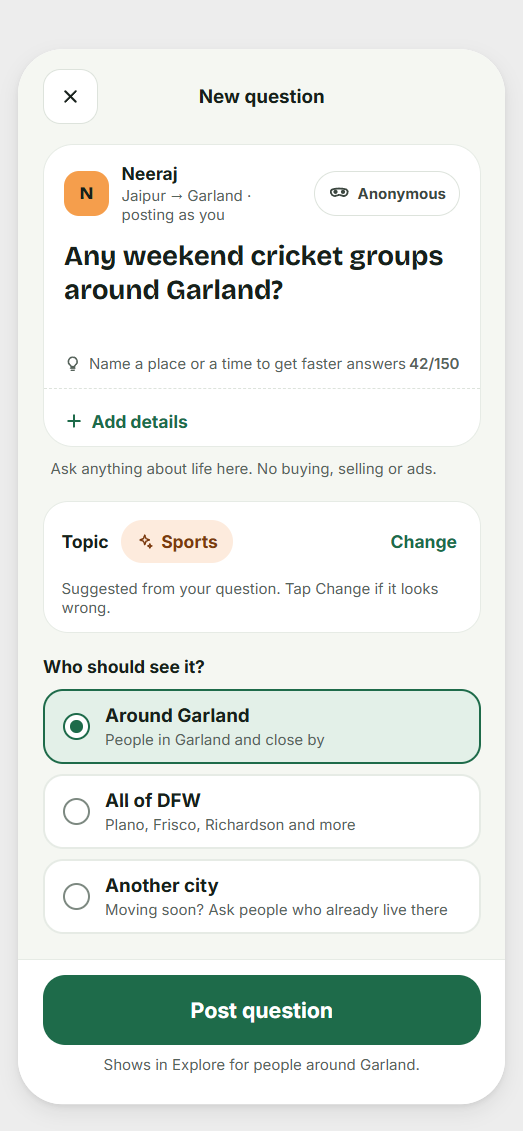 New question
N
Neeraj
Jaipur → Garland ·
posting as you
Anonymous
Any weekend cricket groups
around Garland?
Name a place or a time to get faster answers 42/150
Add details
Ask anything about life here. No buying, selling or ads.
Topic
Sports
Change
Suggested from your question. Tap Change if it looks
wrong.
Who should see it?
Around Garland
People in Garland and close by
All of DFW
Plano, Frisco, Richardson and more
Another city
Moving soon? Ask people who already live there
Post question
Shows in Explore for people around Garland.